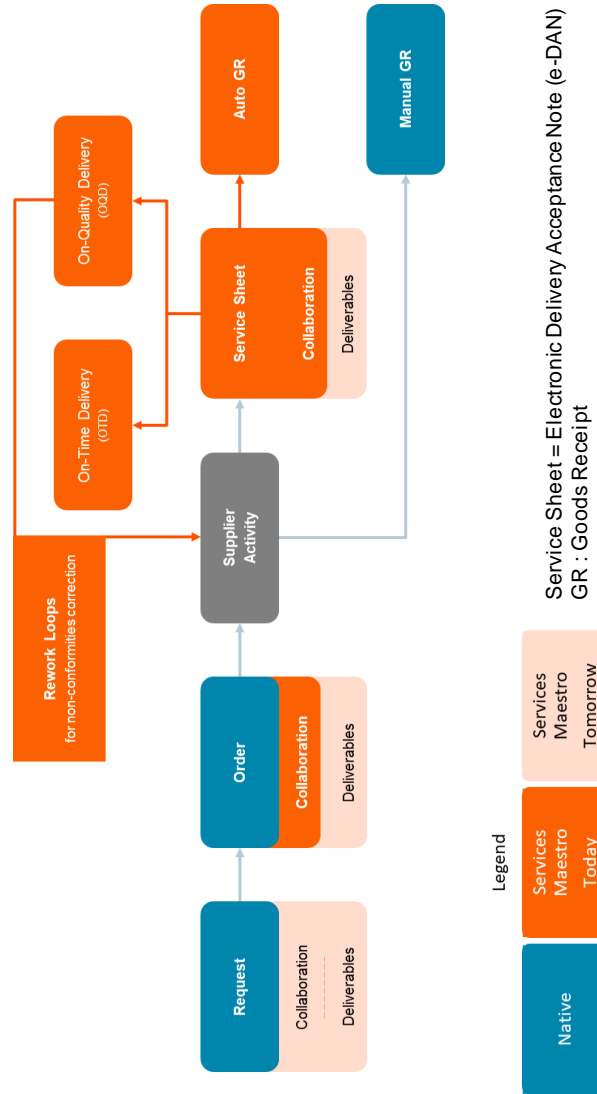 Rework Loops
for non-conformities correction
On-Time Delivery
(OTD)
On-Quality Delivery
(OQD)
Request
Collaboration
Deliverables
Order
Collaboration
Deliverables
Supplier
Activity
Service Sheet
Collaboration
Deliverables
Auto GR
Manual GR
Legend
Native
Services
Maestro
Today
Services
Maestro
Tomorrow
Service Sheet = Electronic Delivery Acceptance Note (e-DAN)
GR : Goods Receipt